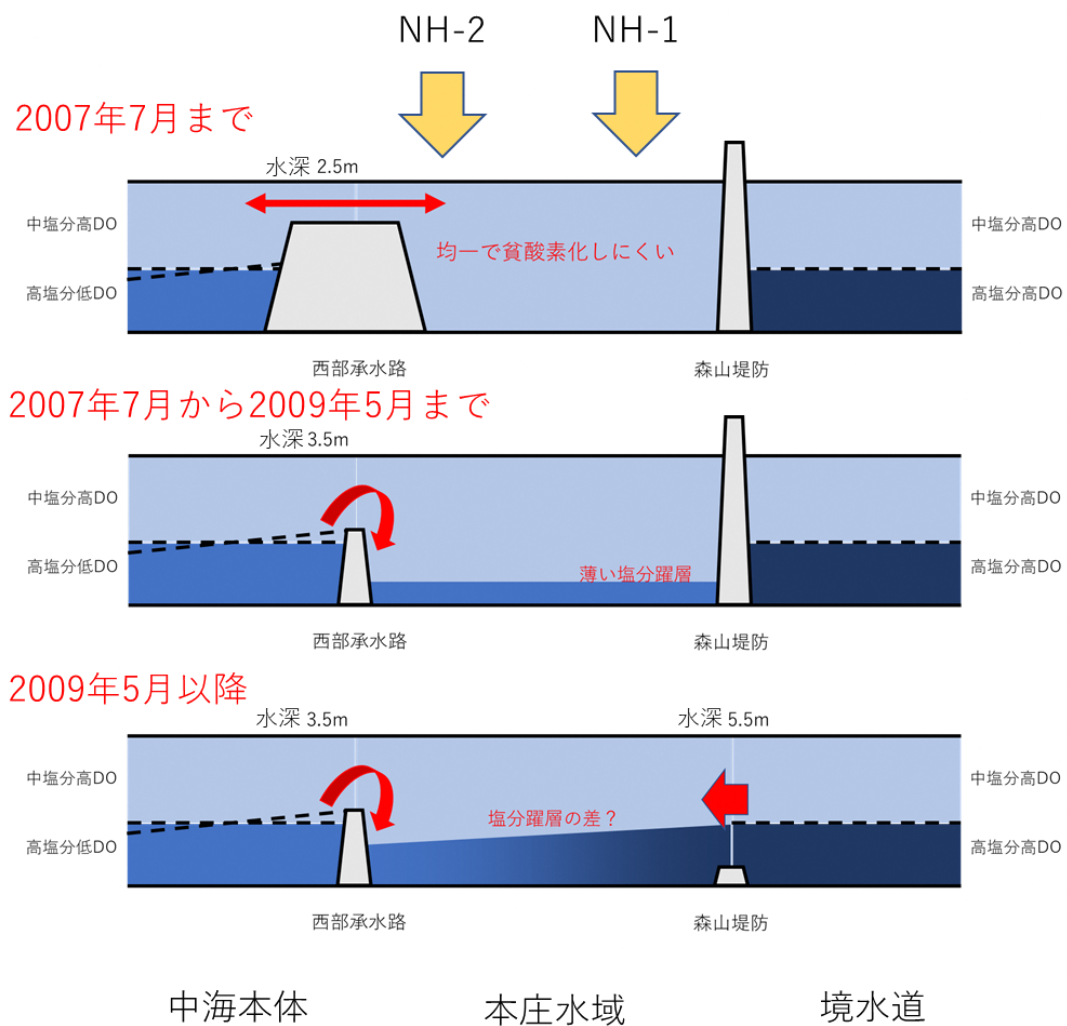 NH-2 NH-1
2007年7月まで
水深 2.5m
中塩分高DO 中塩分高DO
均一で貧酸素化しにくい
高塩分低DO 高塩分高DO
西部承水路 森山堤防
2007年7月から2009年5月まで
水深 3.5m
中塩分高DO 中塩分高DO
高塩分低DO 高塩分高DO
薄い塩分躍層
西部承水路 森山堤防
2009年5月以降
水深 3.5m 水深 5.5m
中塩分高DO 中塩分高DO
塩分躍層の差?
高塩分低DO 高塩分高DO
西部承水路 森山堤防
中海本体 本庄水域 境水道